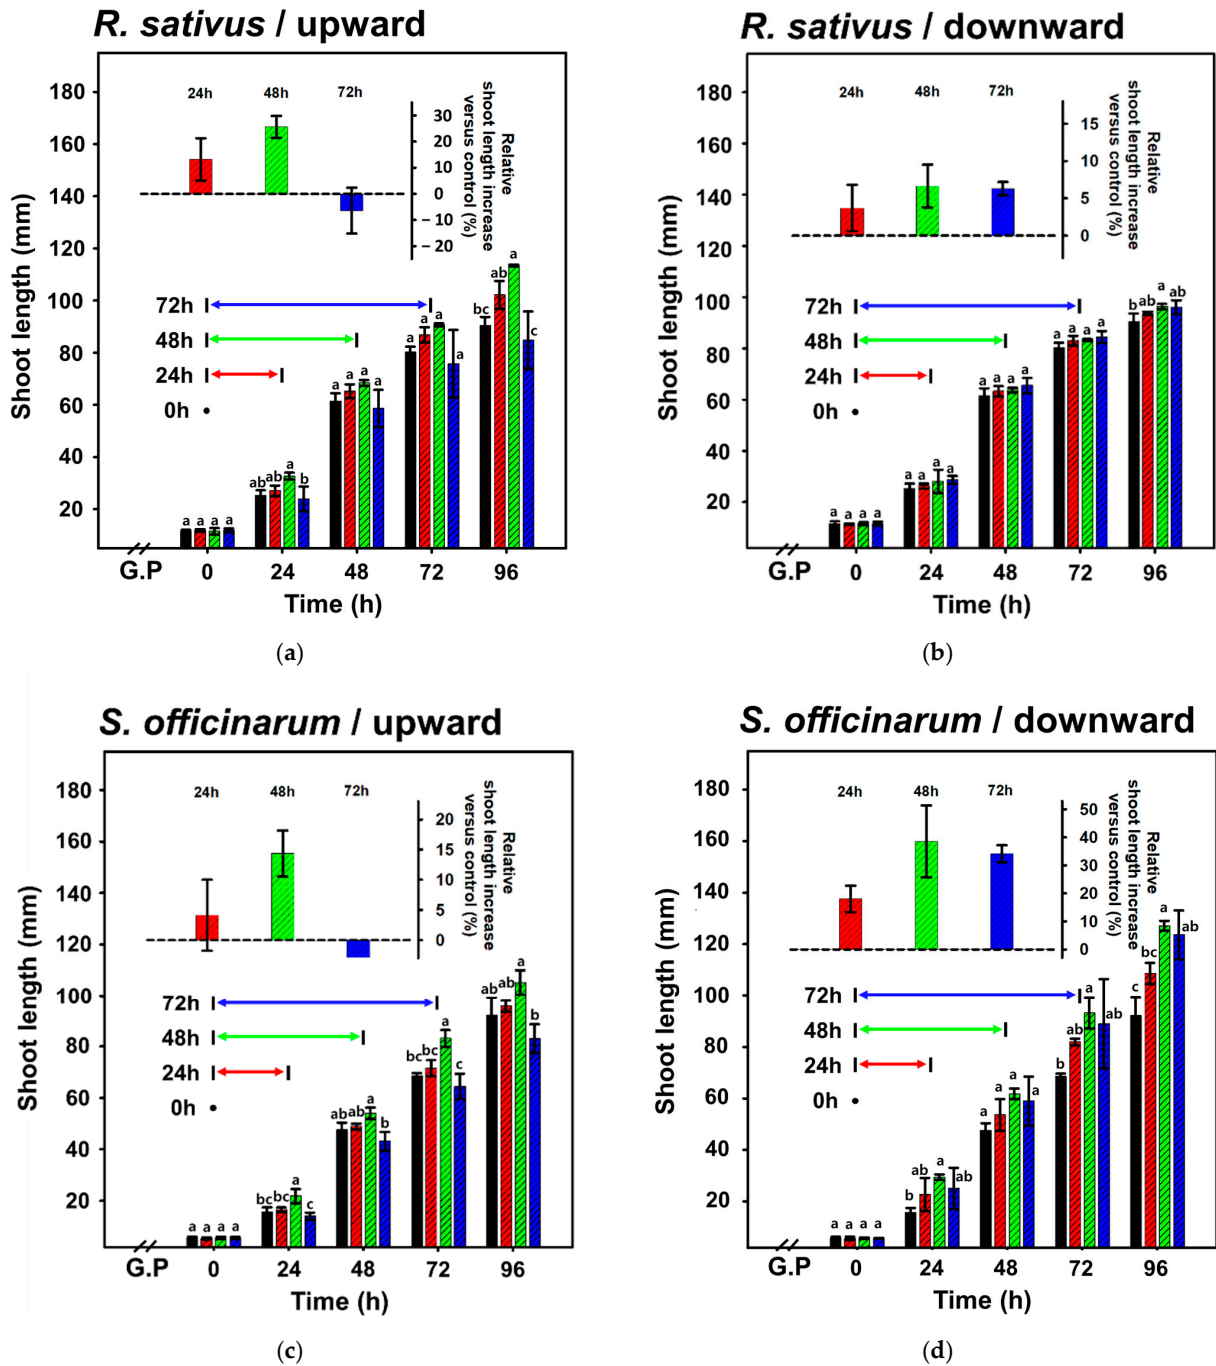 R. sativus / upward
Shoot length (mm)
180
160
140
120
100
80
60
40
20
24h 48h 72h
30
20
10
0
– 10
– 20
Relative
shoot length increase
versus control (%)
72h
48h
24h
0h
a a a a
ab ab a b
a a a a
a a a a
bc ab a c
G.P 0 24 48 72 96
Time (h)
(a)
R. sativus / downward
Shoot length (mm)
180
160
140
120
100
80
60
40
20
24h 48h 72h
15
10
5
0
Relative
shoot length increase
versus control (%)
72h
48h
24h
0h
a a a a
a a a a
a a a a
a a a a
b ab a ab
G.P 0 24 48 72 96
Time (h)
(b)
S. officinarum / upward
Shoot length (mm)
180
160
140
120
100
80
60
40
20
24h 48h 72h
20
15
10
5
0
Relative
shoot length increase
versus control (%)
72h
48h
24h
0h
a a a a
bc bc a c
ab ab a b
bc bc a c
ab ab a b
G.P 0 24 48 72 96
Time (h)
(c)
S. officinarum / downward
Shoot length (mm)
180
160
140
120
100
80
60
40
20
24h 48h 72h
50
40
30
20
10
0
Relative
shoot length increase
versus control (%)
72h
48h
24h
0h
a a a a
b ab a ab
a a a a
b ab a ab
c bc a ab
G.P 0 24 48 72 96
Time (h)
(d)